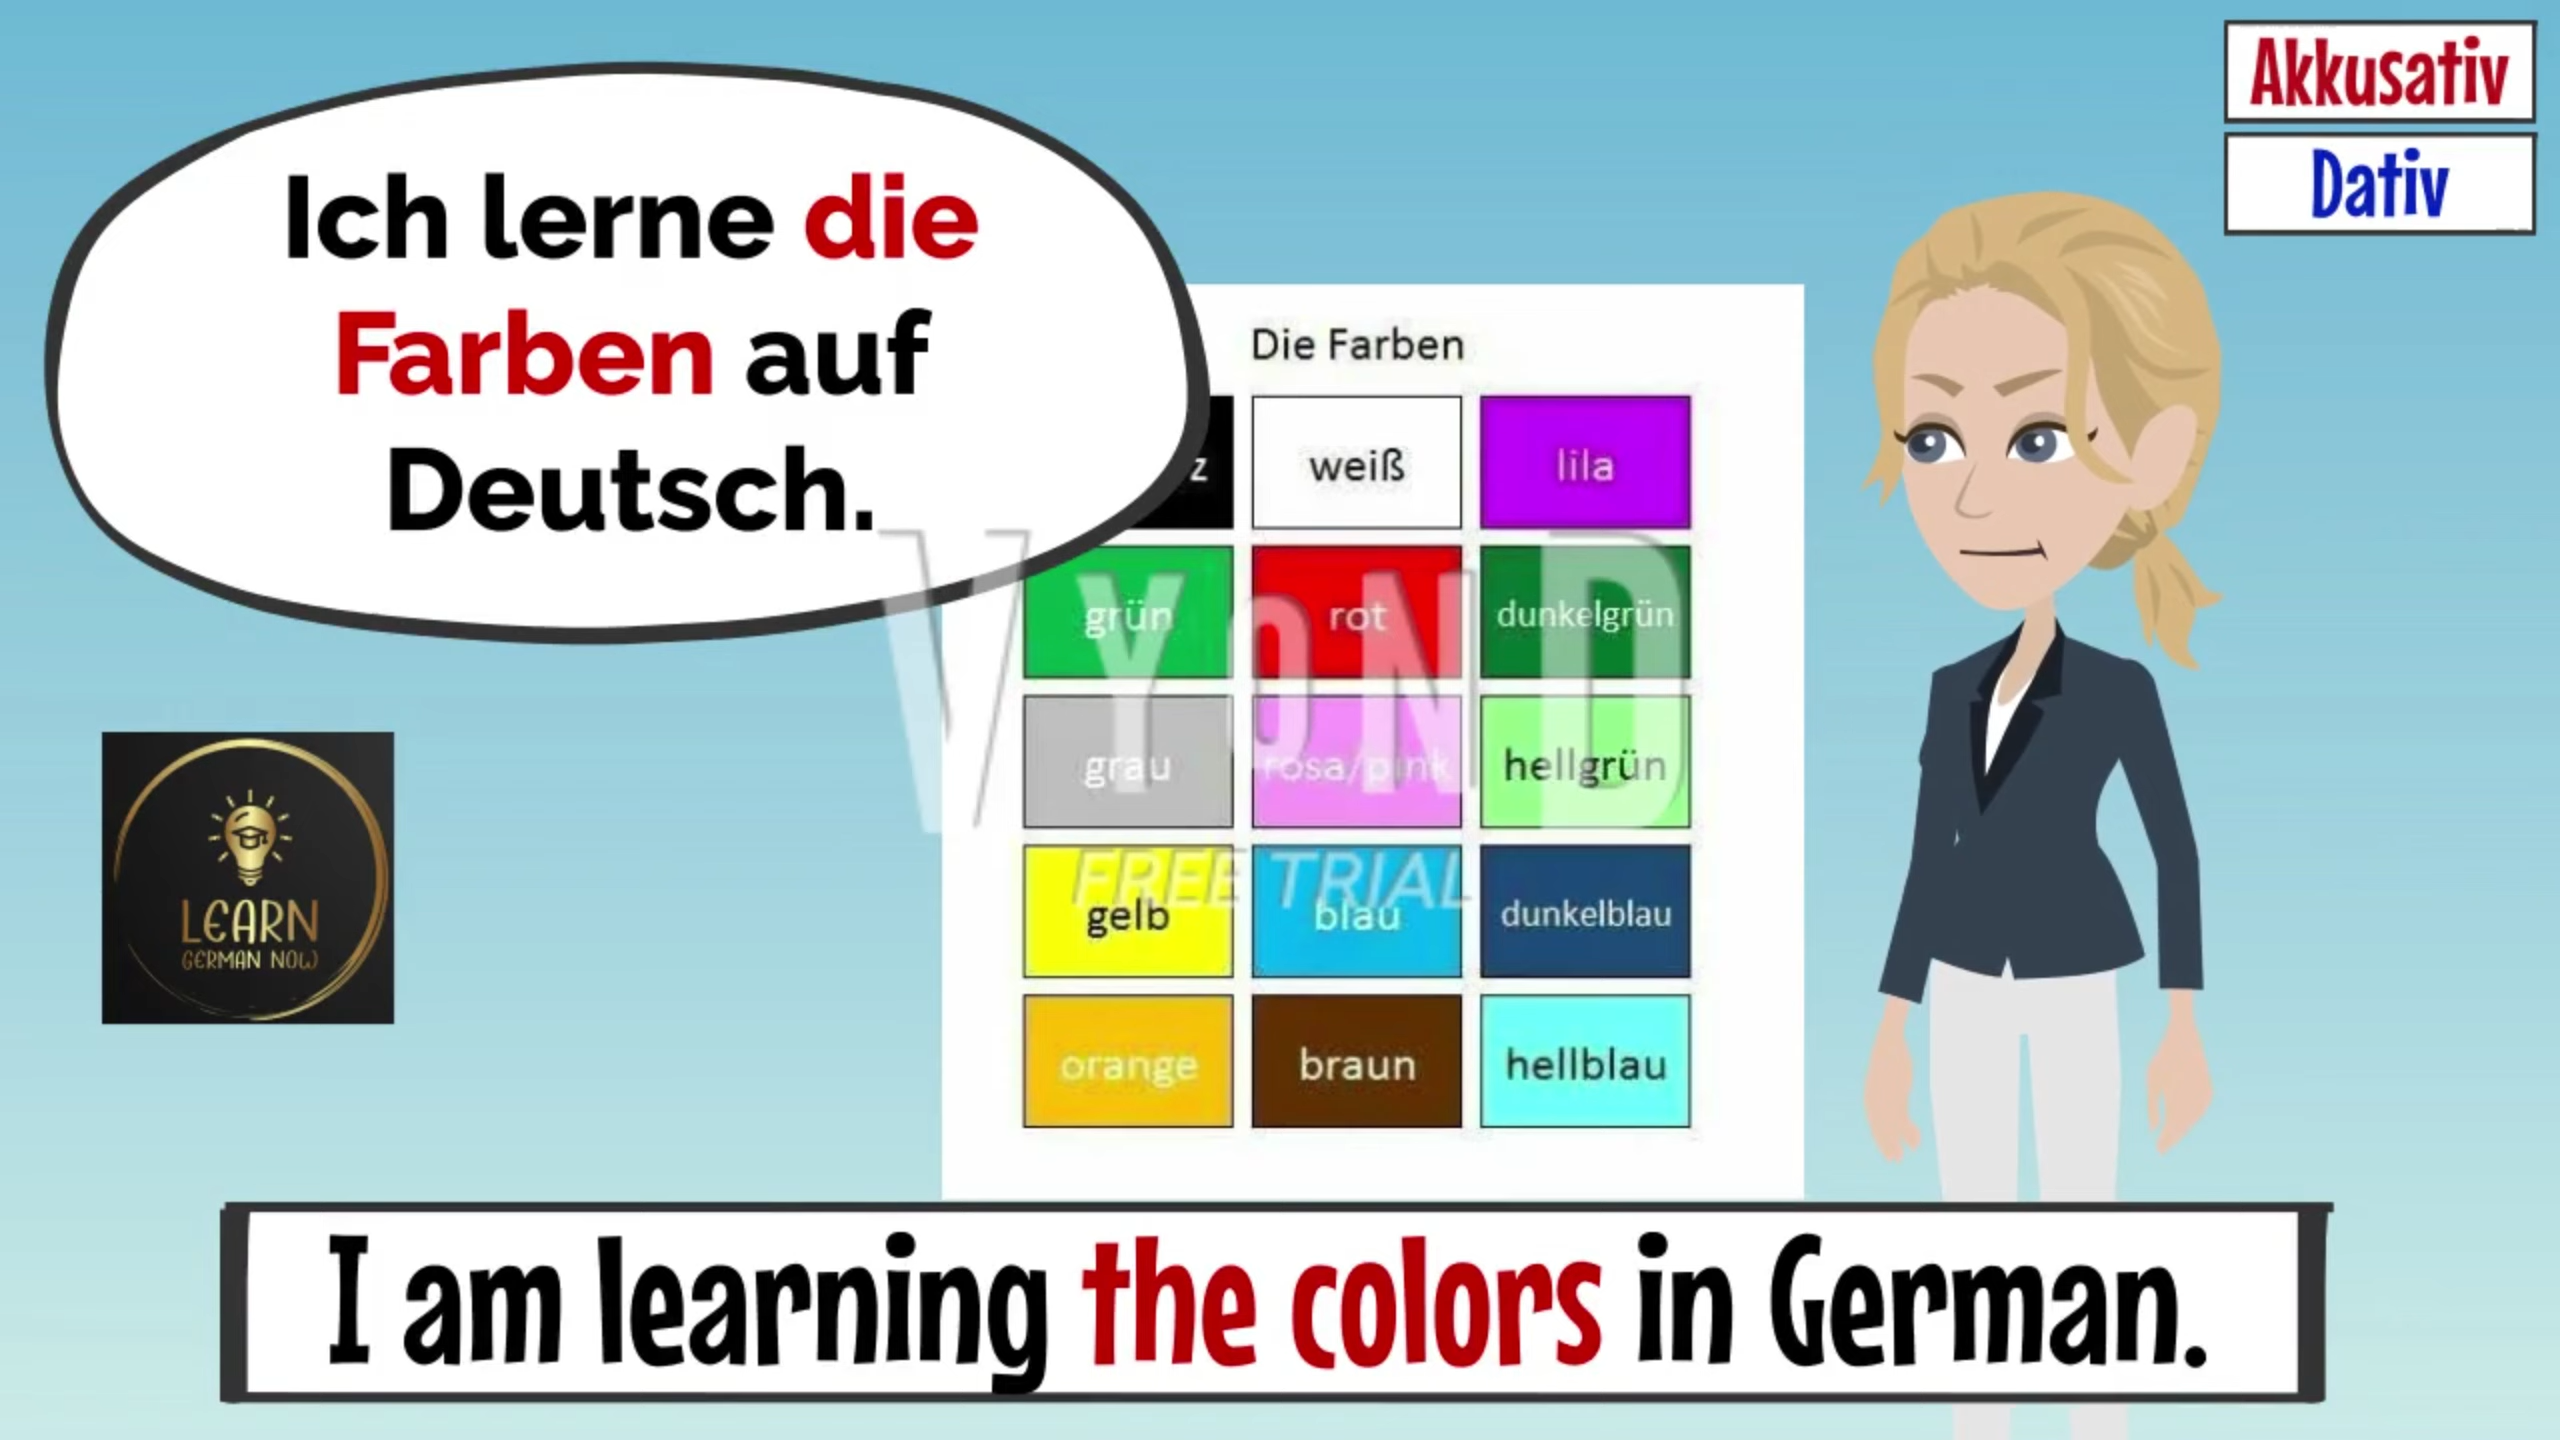 Akkusativ
Dativ
Ich lerne die
Farben auf
Deutsch.
Die Farben
z weiß lila
grün rot dunkelgrün
grau rosa/pink hellgrün
gelb blau dunkelblau
orange braun hellblau
VYOND
FREE TRIAL
LEARN
GERMAN NOW
I am learning the colors in German.